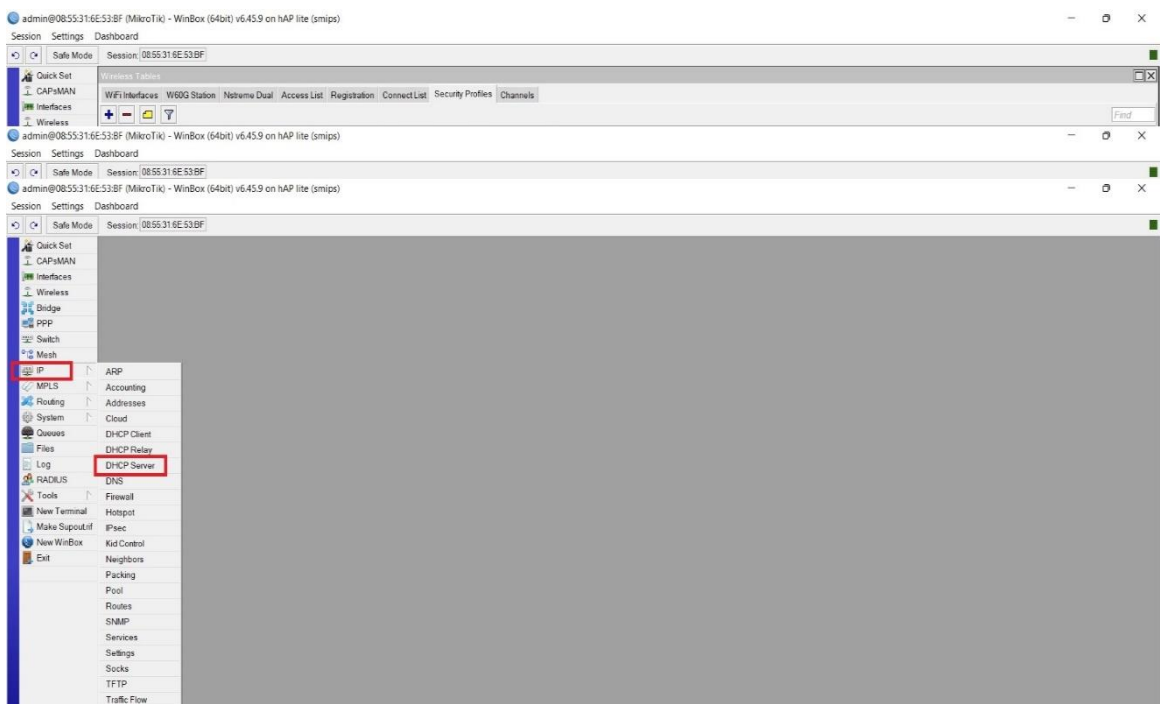 admin@08:55:31:6E:53:BF (MikroTik) - WinBox (64bit) v6.45.9 on hAP lite (smips)
Session Settings Dashboard
Safe Mode Session: 08:55:31:6E:53:BF
Quick Set Wireless Tables
CAPsMAN WiFi Interfaces W60G Station Nstreme Dual Access List Registration Connect List Security Profiles Channels
Interfaces
Wireless Find
admin@08:55:31:6E:53:BF (MikroTik) - WinBox (64bit) v6.45.9 on hAP lite (smips)
Session Settings Dashboard
Safe Mode Session: 08:55:31:6E:53:BF
admin@08:55:31:6E:53:BF (MikroTik) - WinBox (64bit) v6.45.9 on hAP lite (smips)
Session Settings Dashboard
Safe Mode Session: 08:55:31:6E:53:BF
Quick Set
CAPsMAN
Interfaces
Wireless
Bridge
PPP
Switch
Mesh
IP ARP
MPLS Accounting
Routing Addresses
System Cloud
Queues DHCP Client
Files DHCP Relay
Log DHCP Server
RADIUS DNS
Tools Firewall
New Terminal Hotspot
Make Supout.rif IPsec
New WinBox Kid Control
Exit Neighbors
Packing
Pool
Routes
SNMP
Services
Settings
Socks
TFTP
Traffic Flow